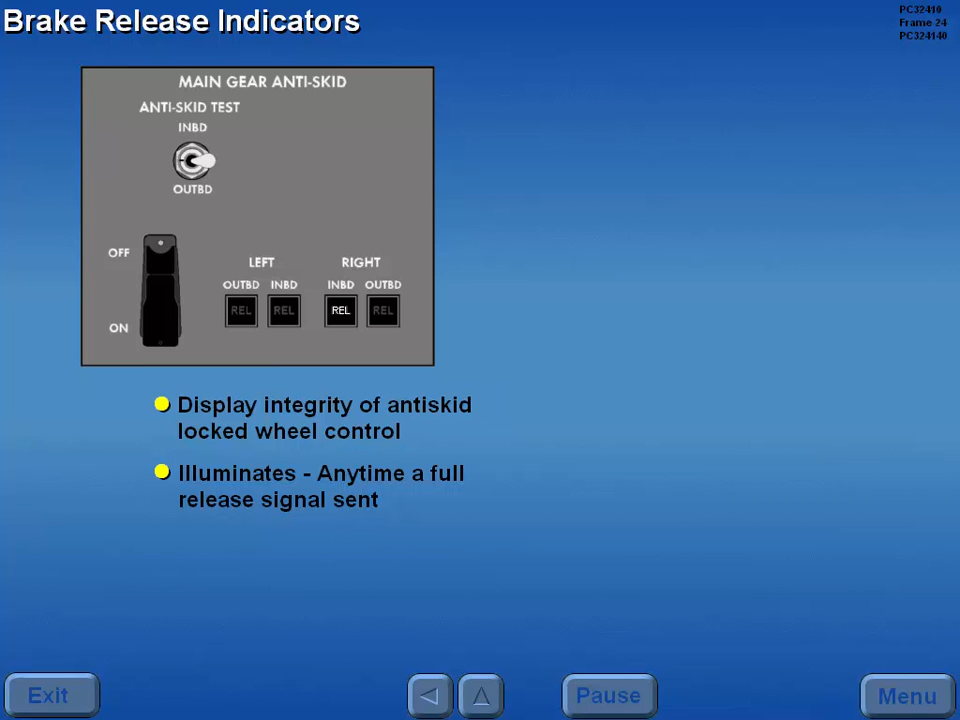 Brake Release Indicators
PC32410
Frame 24
PC324140
MAIN GEAR ANTI-SKID
ANTI-SKID TEST
INBD
OUTBD
OFF
ON
LEFT RIGHT
OUTBD INBD INBD OUTBD
REL REL REL REL
Display integrity of antiskid
locked wheel control
Illuminates - Anytime a full
release signal sent
Exit Pause Menu